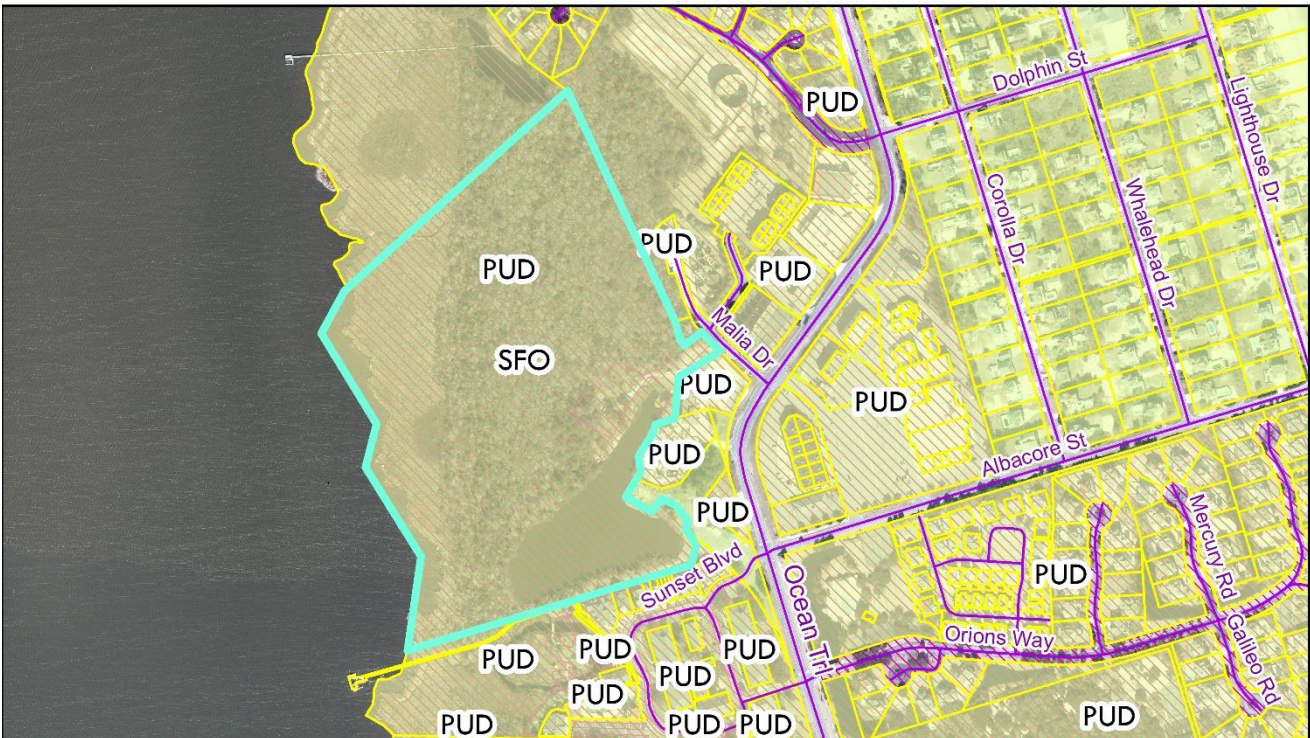 Dolphin St
PUD
Lighthouse Dr
Corolla Dr
Whalehead Dr
PUD
PUD
PUD
Malia Dr
SFO
PUD
PUD
PUD
Albacore St
PUD
Mercury Rd
Sunset Blvd
PUD
Ocean Trl
Orions Way
Galileo Rd
PUD
PUD
PUD
PUD
PUD
PUD
PUD
PUD
PUD